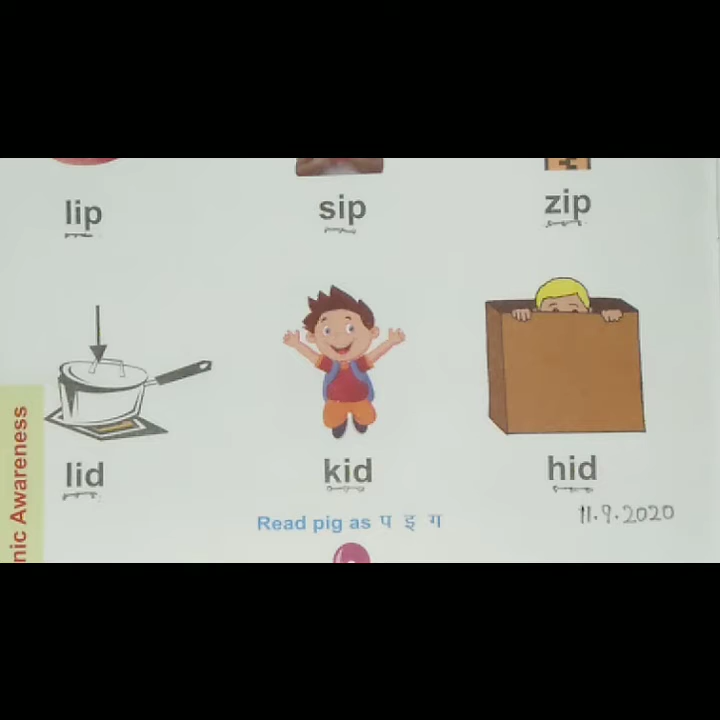 lip sip zip
lid kid hid
Read pig as प इ ग
11.9.2020
nic Awareness